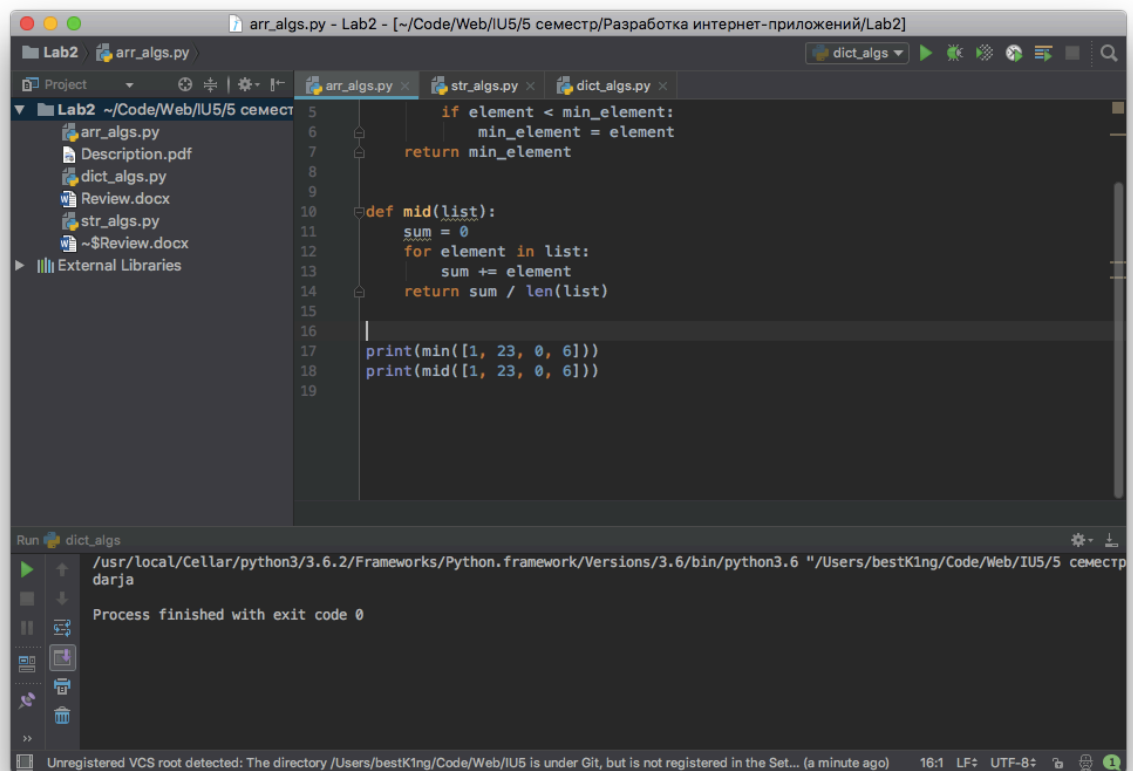 arr_algs.py - Lab2 - [~/Code/Web/IU5/5 семестр/Разработка интернет-приложений/Lab2]
Lab2 arr_algs.py dict_algs
Project arr_algs.py × str_algs.py × dict_algs.py ×
Lab2 ~/Code/Web/IU5/5 семест
arr_algs.py
Description.pdf
dict_algs.py
Review.docx
str_algs.py
~$Review.docx
External Libraries
5 if element < min_element:
6 min_element = element
7 return min_element
8
9
10 def mid(list):
11 sum = 0
12 for element in list:
13 sum += element
14 return sum / len(list)
15
16
17 print(min([1, 23, 0, 6]))
18 print(mid([1, 23, 0, 6]))
19
Run dict_algs
/usr/local/Cellar/python3/3.6.2/Frameworks/Python.framework/Versions/3.6/bin/python3.6 "/Users/bestK1ng/Code/Web/IU5/5 семестр
darja
Process finished with exit code 0
Unregistered VCS root detected: The directory /Users/bestK1ng/Code/Web/IU5 is under Git, but is not registered in the Set... (a minute ago) 16:1 LF UTF-8 1